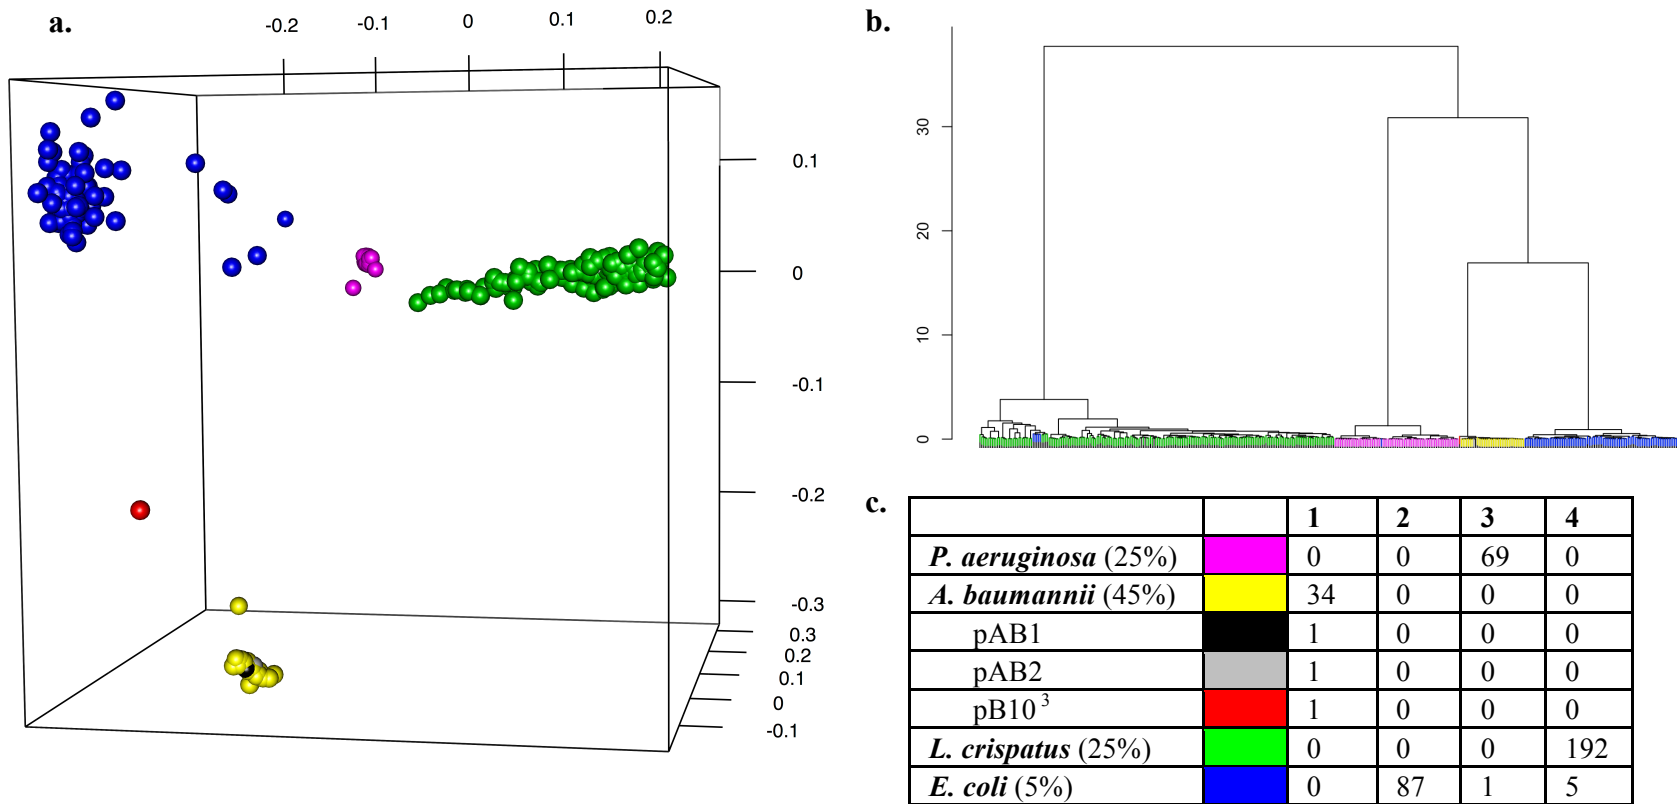 a.
-0.2 -0.1 0 0.1 0.2
0.1
0
-0.1
-0.2
-0.3
0.3
0.2
0.1
0
-0.1
b.
30
20
10
0
c.
1 2 3 4
P. aeruginosa (25%) 0 0 69 0
A. baumannii (45%) 34 0 0 0
pAB1 1 0 0 0
pAB2 1 0 0 0
pB10 3 1 0 0 0
L. crispatus (25%) 0 0 0 192
E. coli (5%) 0 87 1 5